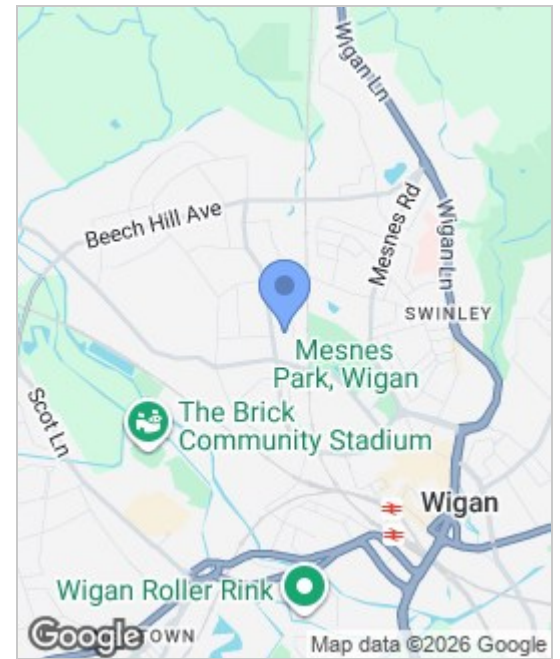 Wigan Ln
Beech Hill Ave
Mesnes Rd
Wigan Ln
SWINLEY
Mesnes
Park, Wigan
Scot Ln
The Brick
Community Stadium
Wigan
Wigan Roller Rink
Google
TOWN
Map data ©2026 Google